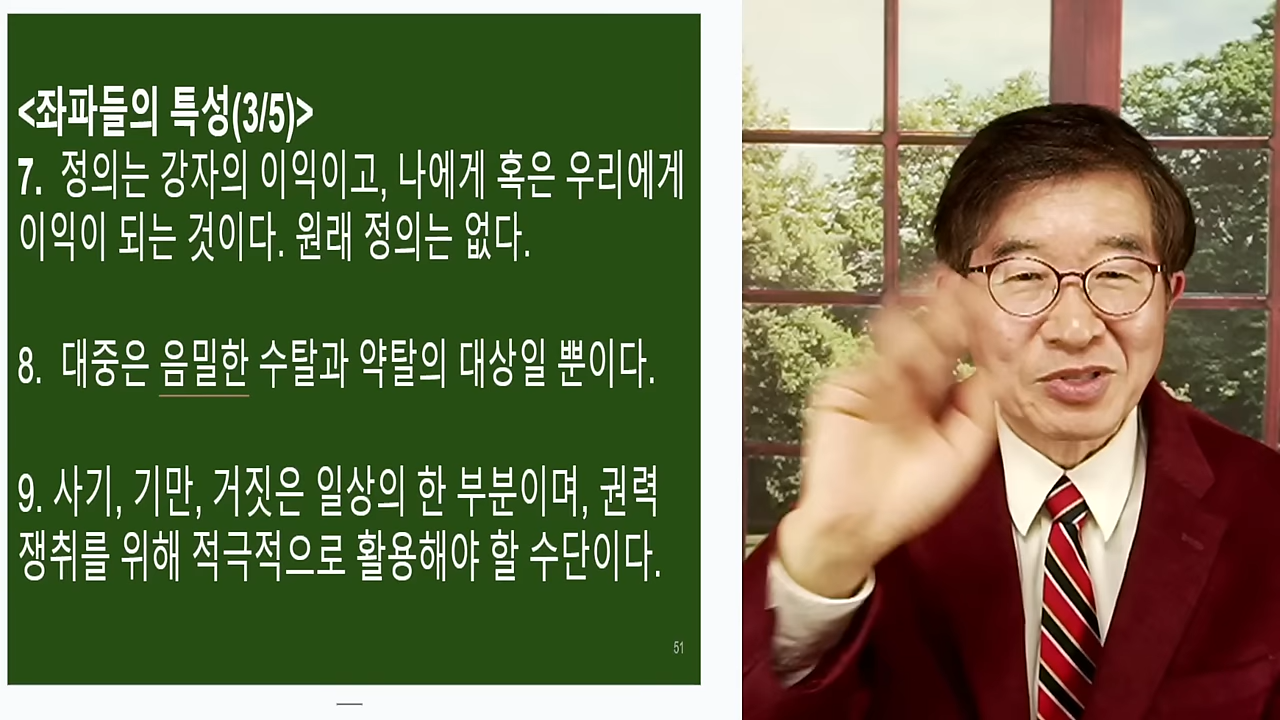 <좌파들의 특성(3/5)>
7. 정의는 강자의 이익이고, 나에게 혹은 우리에게
이익이 되는 것이다. 원래 정의는 없다.
8. 대중은 음밀한 수탈과 약탈의 대상일 뿐이다.
9. 사기, 기만, 거짓은 일상의 한 부분이며, 권력
쟁취를 위해 적극적으로 활용해야 할 수단이다.
51